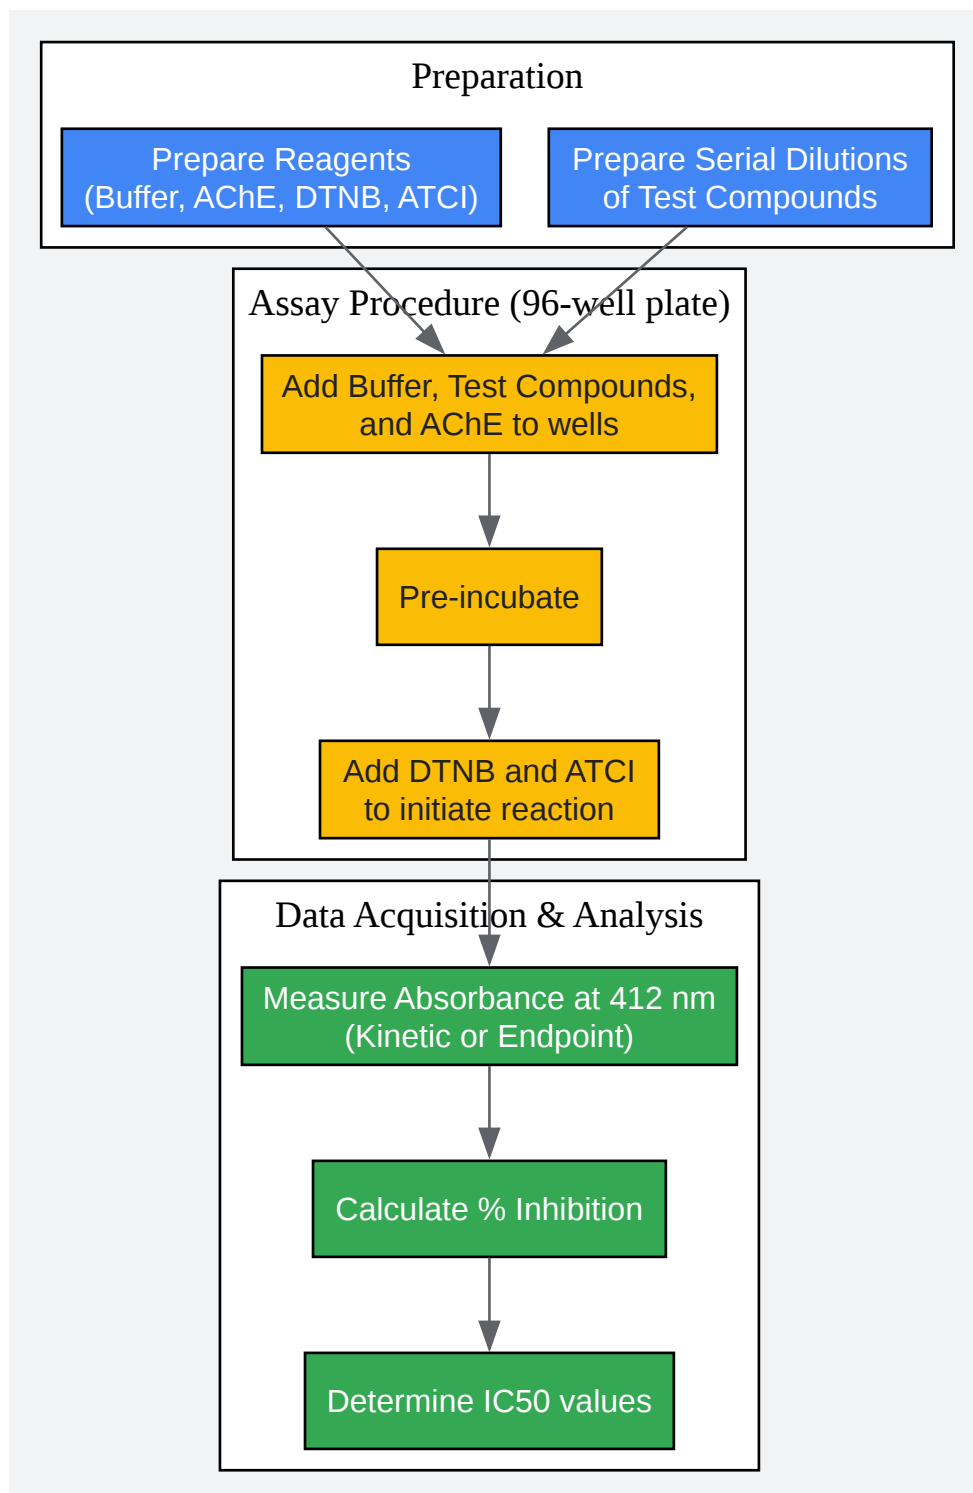 Preparation
Prepare Reagents
(Buffer, AChE, DTNB, ATCI)
Prepare Serial Dilutions
of Test Compounds
Assay Procedure (96-well plate)
Add Buffer, Test Compounds,
and AChE to wells
Pre-incubate
Add DTNB and ATCI
to initiate reaction
Data Acquisition & Analysis
Measure Absorbance at 412 nm
(Kinetic or Endpoint)
Calculate % Inhibition
Determine IC50 values